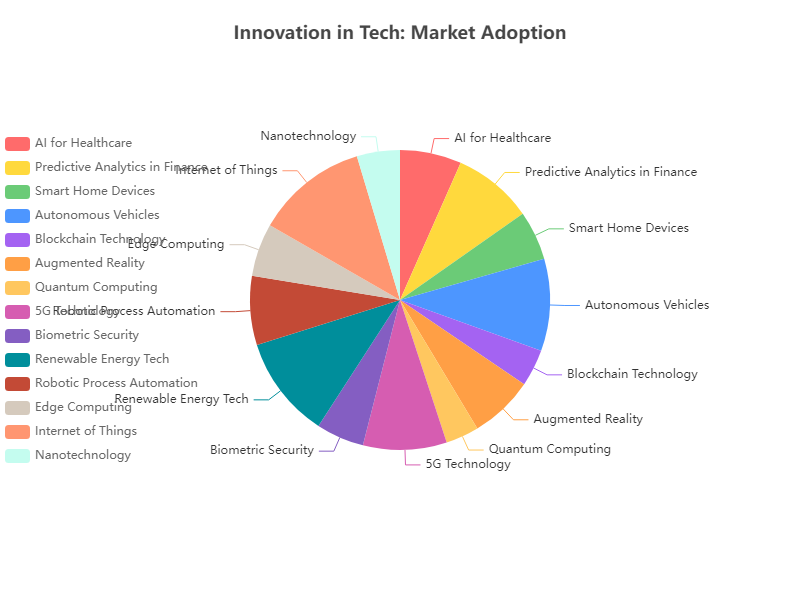 Innovation in Tech: Market Adoption
AI for Healthcare
Predictive Analytics in Finance
Smart Home Devices
Autonomous Vehicles
Blockchain Technology
Augmented Reality
Quantum Computing
5G Technology
Biometric Security
Renewable Energy Tech
Robotic Process Automation
Edge Computing
Internet of Things
Nanotechnology
AI for Healthcare
Predictive Analytics in Finance
Smart Home Devices
Autonomous Vehicles
Blockchain Technology
Augmented Reality
Quantum Computing
5G Technology
Biometric Security
Renewable Energy Tech
Robotic Process Automation
Edge Computing
Internet of Things
Nanotechnology